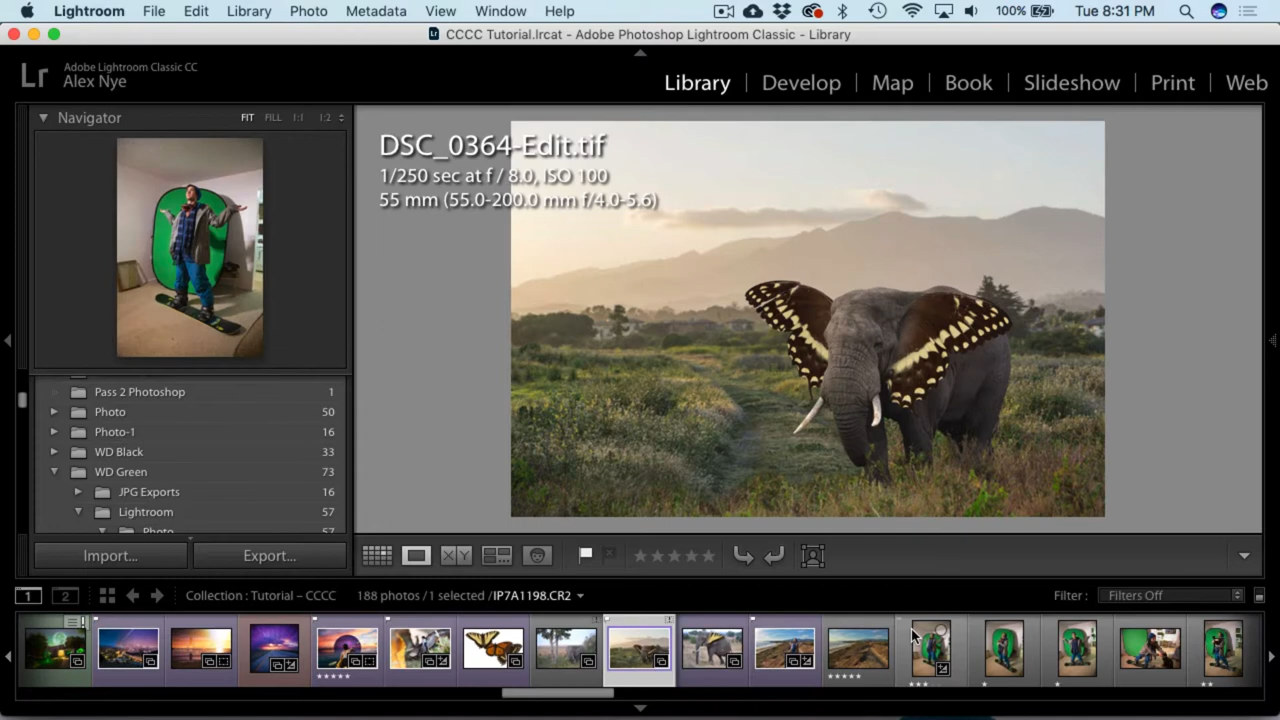 Lightroom File Edit Library Photo Metadata View Window Help 100% Tue 8:31 PM
Lr CCCC Tutorial.lrcat - Adobe Photoshop Lightroom Classic - Library
Lr Adobe Lightroom Classic CC
Alex Nye
Library | Develop | Map | Book | Slideshow | Print | Web
Navigator FIT FILL 1:1 1:2
DSC_0364-Edit.tif
1/250 sec at f / 8.0, ISO 100
55 mm (55.0-200.0 mm f/4.0-5.6)
Pass 2 Photoshop 1
Photo 50
Photo-1 16
WD Black 33
WD Green 73
JPG Exports 16
Lightroom 57
Photo 57
Import... Export...
X Y
1 2 Collection : Tutorial – CCCC 188 photos / 1 selected / IP7A1198.CR2 Filter : Filters Off